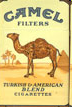 CAMEL
FILTERS
TURKISH & AMERICAN
BLEND
CIGARETTES